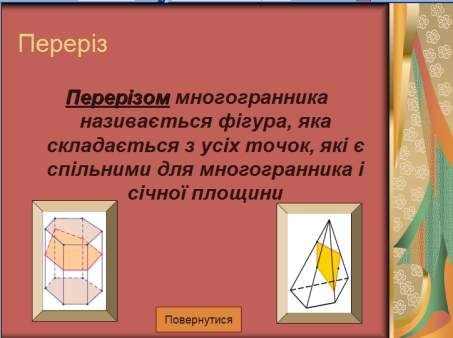 Переріз
Перерізом многогранника
називається фігура, яка
складається з усіх точок, які є
спільними для многогранника і
січної площини
Повернутися